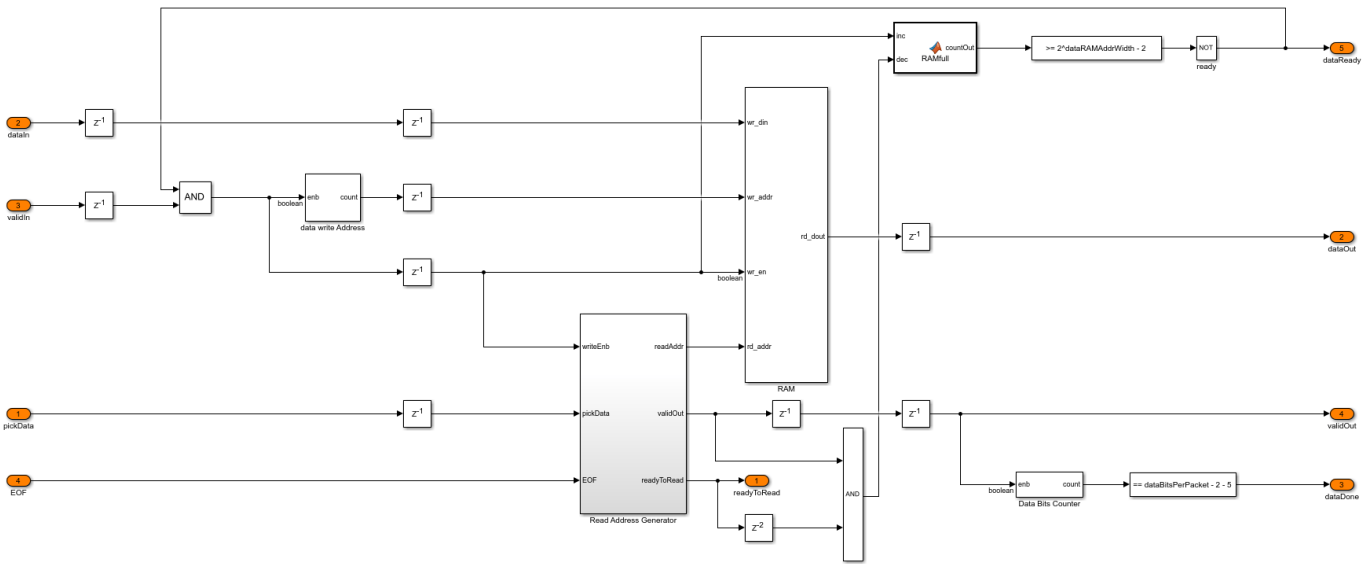 inc
countOut
dec
RAMfull
>= 2^dataRAMAddrWidth - 2
NOT
ready
5
dataReady
2
dataIn
z-1
z-1
wr_din
3
validIn
z-1
AND
boolean
enb
count
data write Address
z-1
wr_addr
rd_dout
z-1
2
dataOut
z-1
boolean
wr_en
writeEnb
readAddr
rd_addr
RAM
1
pickData
z-1
pickData
validOut
z-1
z-1
4
validOut
4
EOF
EOF
readyToRead
Read Address Generator
1
readyToRead
z-2
AND
boolean
enb
count
Data Bits Counter
== dataBitsPerPacket - 2 - 5
3
dataDone